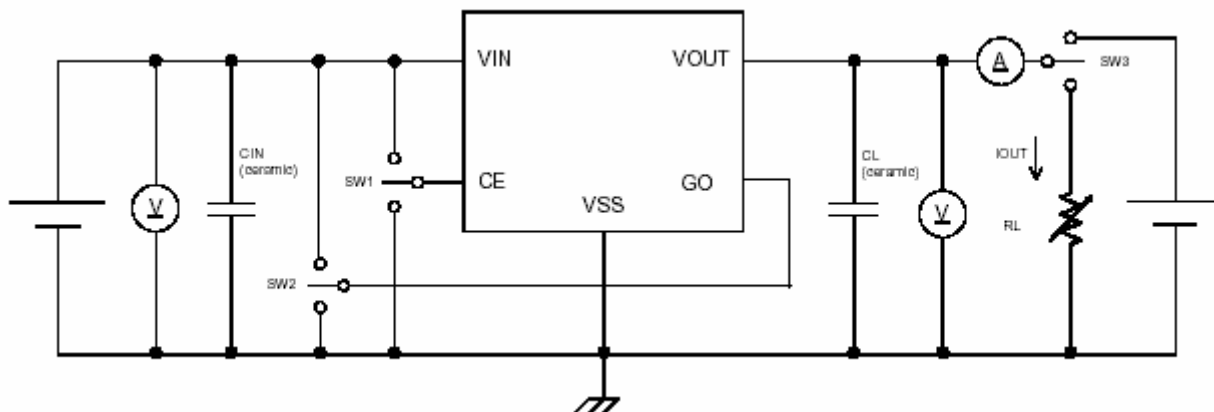 VIN
VOUT
A
SW3
CIN
(ceramic)
SW1
CE
CL
(ceramic)
IOUT
GO
V
VSS
V
RL
SW2